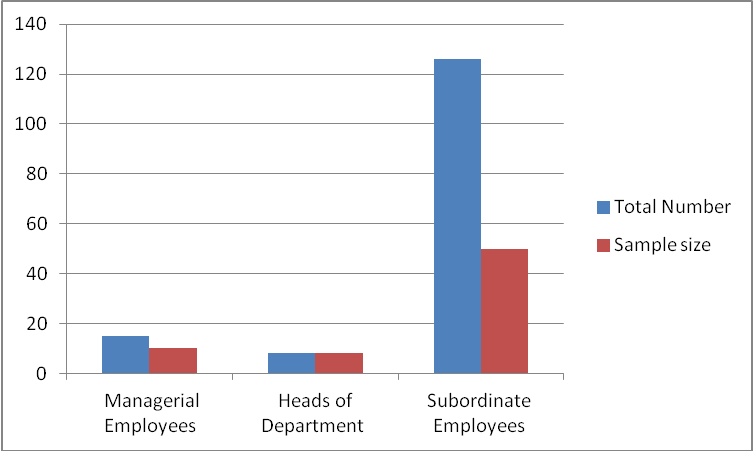 140
120
100
80
60
40
20
0
Managerial
Employees
Heads of
Department
Subordinate
Employees
Total Number
Sample size